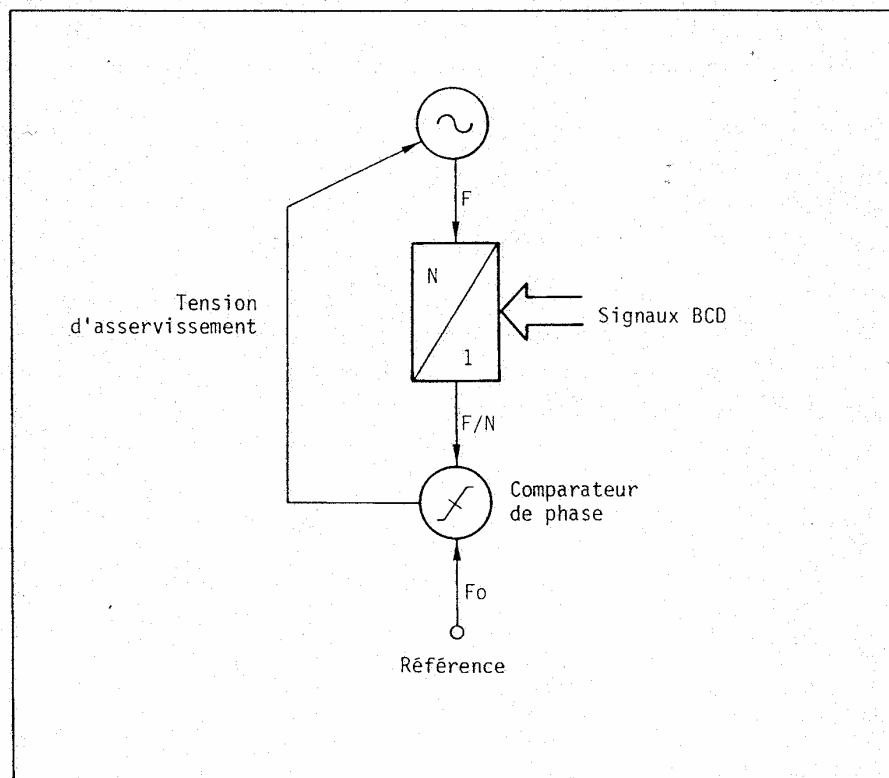 F
N
1
Tension
d'asservissement
Signaux BCD
F/N
Comparateur
de phase
Fo
Référence